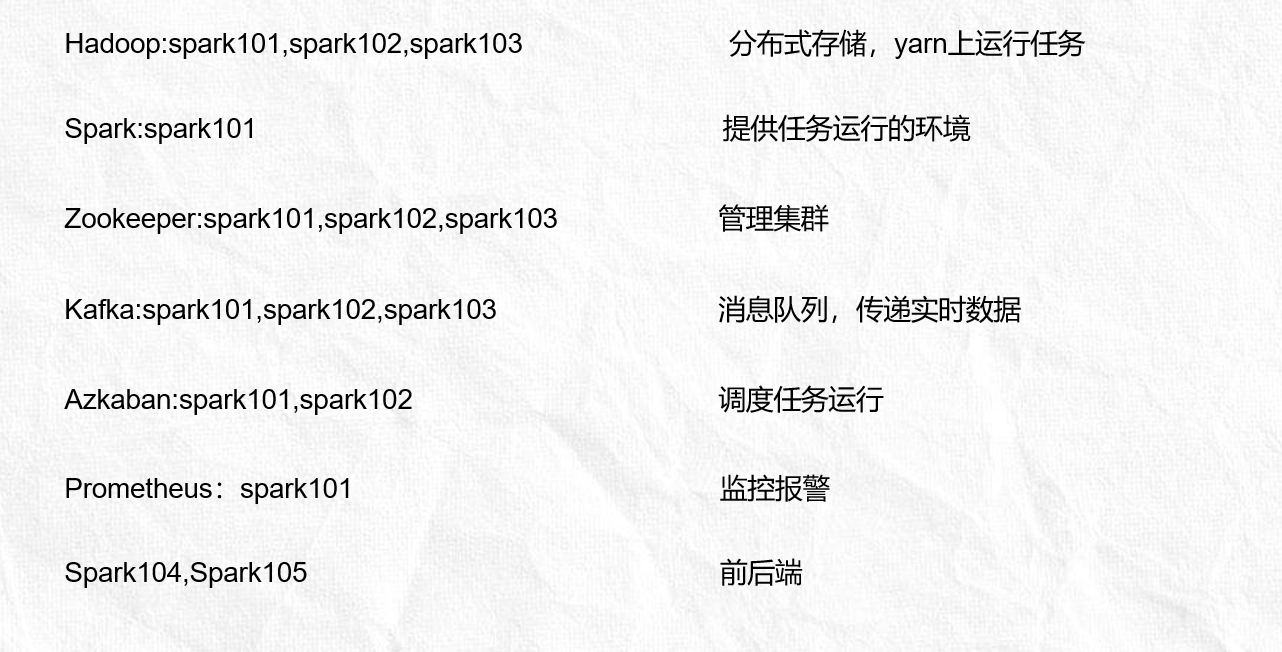 Hadoop:spark101,spark102,spark103 分布式存储，yarn上运行任务
Spark:spark101 提供任务运行的环境
Zookeeper:spark101,spark102,spark103 管理集群
Kafka:spark101,spark102,spark103 消息队列，传递实时数据
Azkaban:spark101,spark102 调度任务运行
Prometheus：spark101 监控报警
Spark104,Spark105 前后端